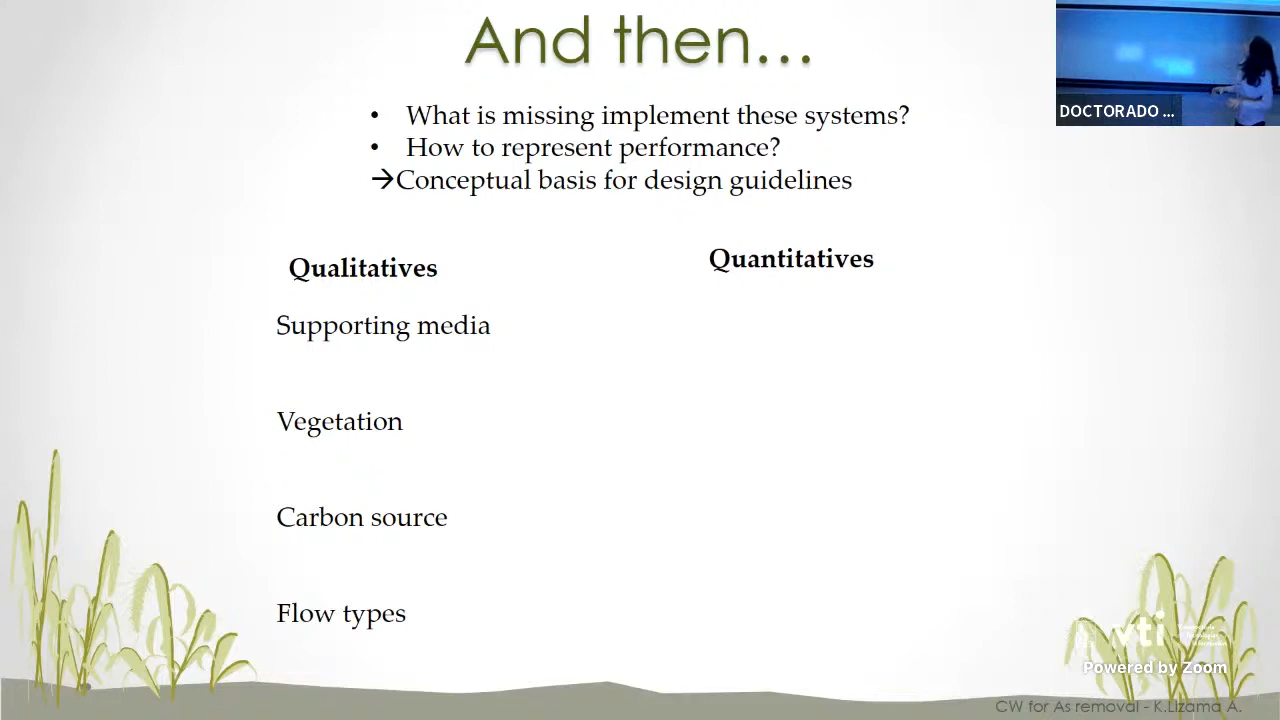 And then…
• What is missing implement these systems?
• How to represent performance?
→Conceptual basis for design guidelines
DOCTORADO ...
Qualitatives
Quantitatives
Supporting media
Vegetation
Carbon source
Flow types
vti
Powered by Zoom
CW for As removal - K.Lizama A.